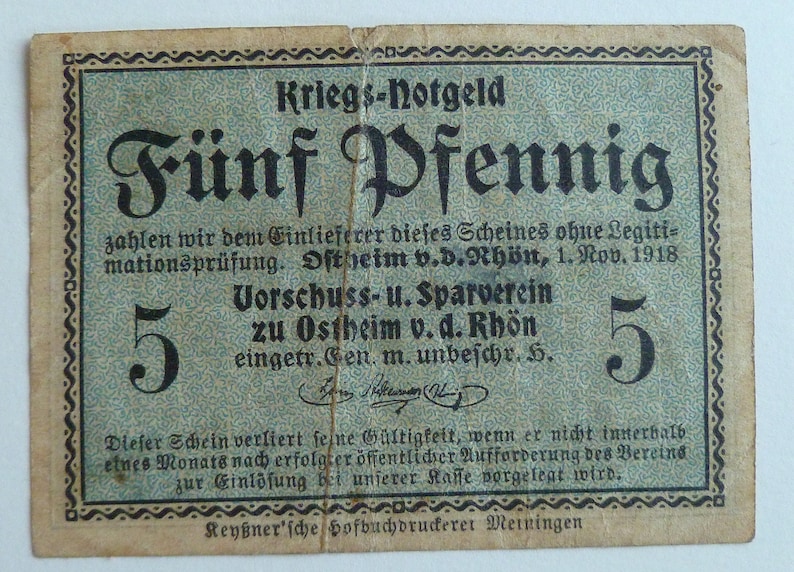 Kriegs-Notgeld
Fünf Pfennig
zahlen wir dem Einlieferer dieses Scheines ohne Legiti-
mationsprüfung. Ostheim v. d. Rhön, 1. Nov. 1918
Vorschuss- u. Sparverein
5 zu Ostheim v. d. Rhön 5
eingetr. Gen. m. unbeschr. H.
Dieser Schein verliert seine Gültigkeit, wenn er nicht innerhalb
eines Monats nach erfolgter öffentlicher Aufforderung des Vereins
zur Einlösung bei unserer Kasse vorgelegt wird.
Keyßner'sche Hofbuchdruckerei Meiningen